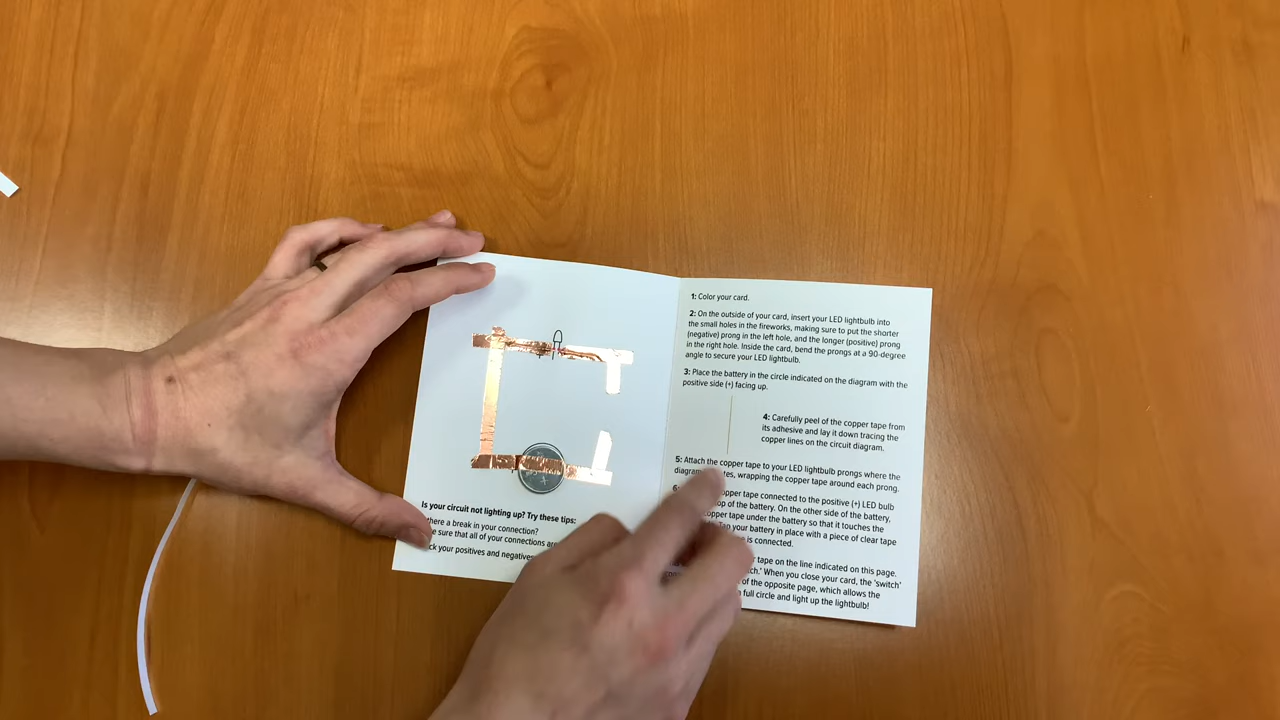 Is your circuit not lighting up? Try these tips:
there a break in your connection?
sure that all of your connections
your positives and
1: Color your card.
2: On the outside of your card, insert your LED lightbulb into
the small holes in the fireworks, making sure to put the shorter
(negative) prong in the left hole, and the longer (positive) prong
in the right hole. Inside the card, bend the prongs at a 90-degree
angle to secure your LED lightbulb.
3: Place the battery in the circle indicated on the diagram with the
positive side (+) facing up.
4: Carefully peel of the copper tape from
its adhesive and lay it down tracing the
copper lines on the circuit diagram.
5: Attach the copper tape to your LED lightbulb prongs where the
wrapping the copper tape around each prong.
tape connected to the positive (+) LED bulb
of the battery. On the other side of the battery,
tape under the battery so that it touches the
your battery in place with a piece of clear tape
is connected.
tape on the line indicated on this page.
When you close your card, the 'switch'
of the opposite page, which allows the
full circle and light up the lightbulb!